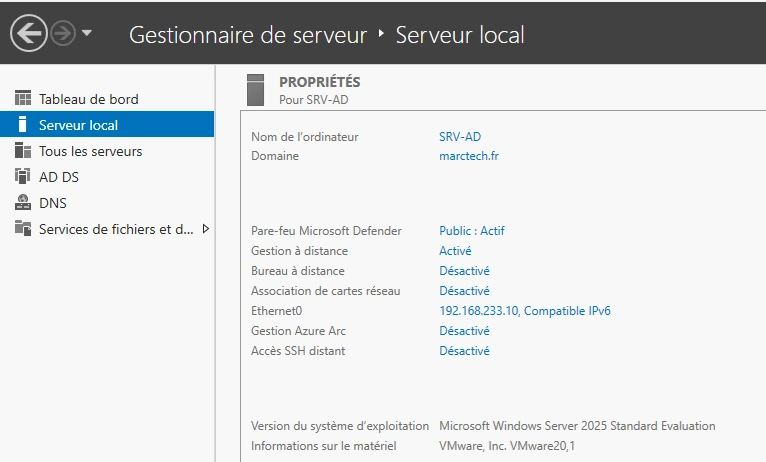 Gestionnaire de serveur ‣ Serveur local
Tableau de bord
Serveur local
Tous les serveurs
AD DS
DNS
Services de fichiers et d...
PROPRIÉTÉS
Pour SRV-AD
Nom de l'ordinateur SRV-AD
Domaine marctech.fr
Pare-feu Microsoft Defender Public : Actif
Gestion à distance Activé
Bureau à distance Désactivé
Association de cartes réseau Désactivé
Ethernet0 192.168.233.10, Compatible IPv6
Gestion Azure Arc Désactivé
Accès SSH distant Désactivé
Version du système d'exploitation Microsoft Windows Server 2025 Standard Evaluation
Informations sur le matériel VMware, Inc. VMware20,1